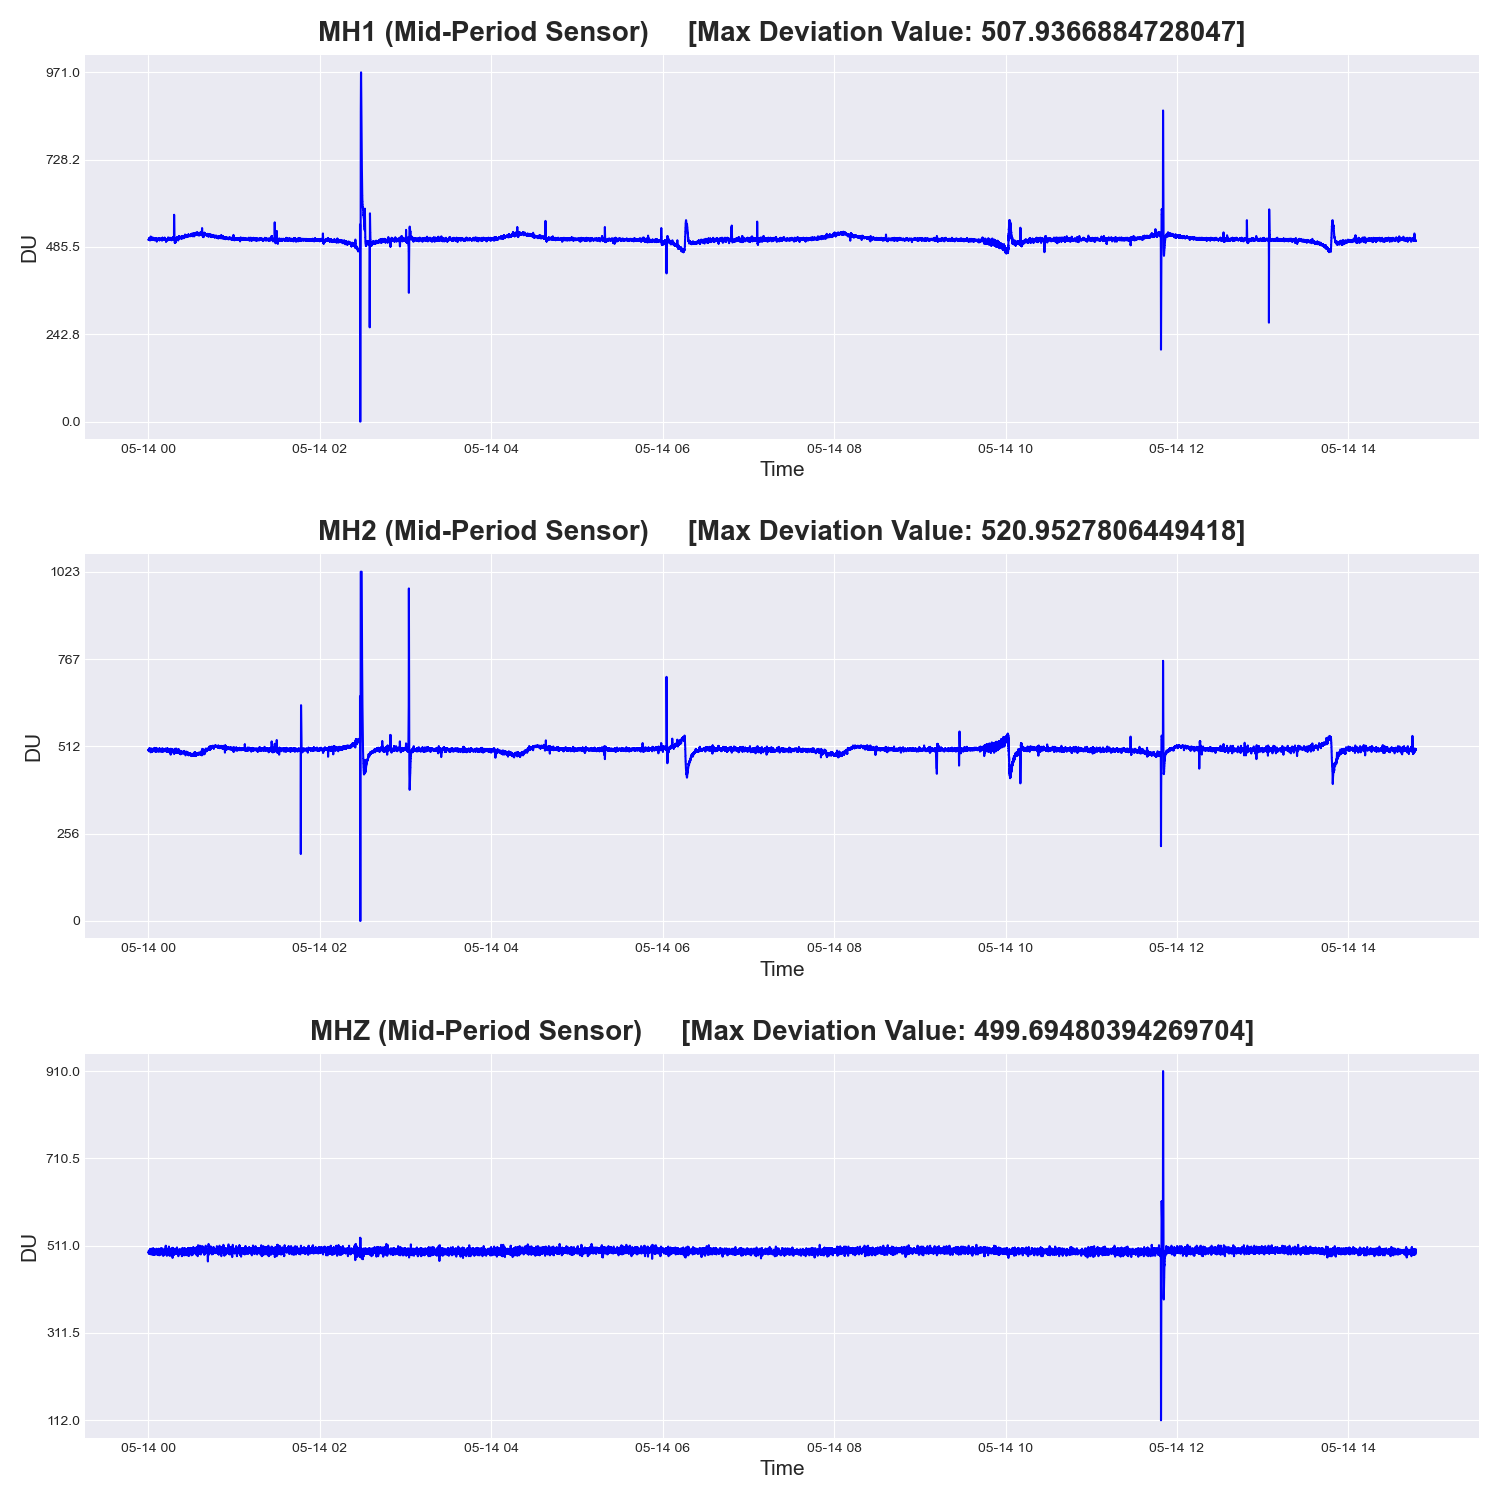 MH1 (Mid-Period Sensor) [Max Deviation Value: 507.9366884728047]
971.0
728.2
485.5
242.8
0.0
DU
05-14 00 05-14 02 05-14 04 05-14 06 05-14 08 05-14 10 05-14 12 05-14 14
Time
MH2 (Mid-Period Sensor) [Max Deviation Value: 520.9527806449418]
1023
767
512
256
0
DU
05-14 00 05-14 02 05-14 04 05-14 06 05-14 08 05-14 10 05-14 12 05-14 14
Time
MHZ (Mid-Period Sensor) [Max Deviation Value: 499.69480394269704]
910.0
710.5
511.0
311.5
112.0
DU
05-14 00 05-14 02 05-14 04 05-14 06 05-14 08 05-14 10 05-14 12 05-14 14
Time